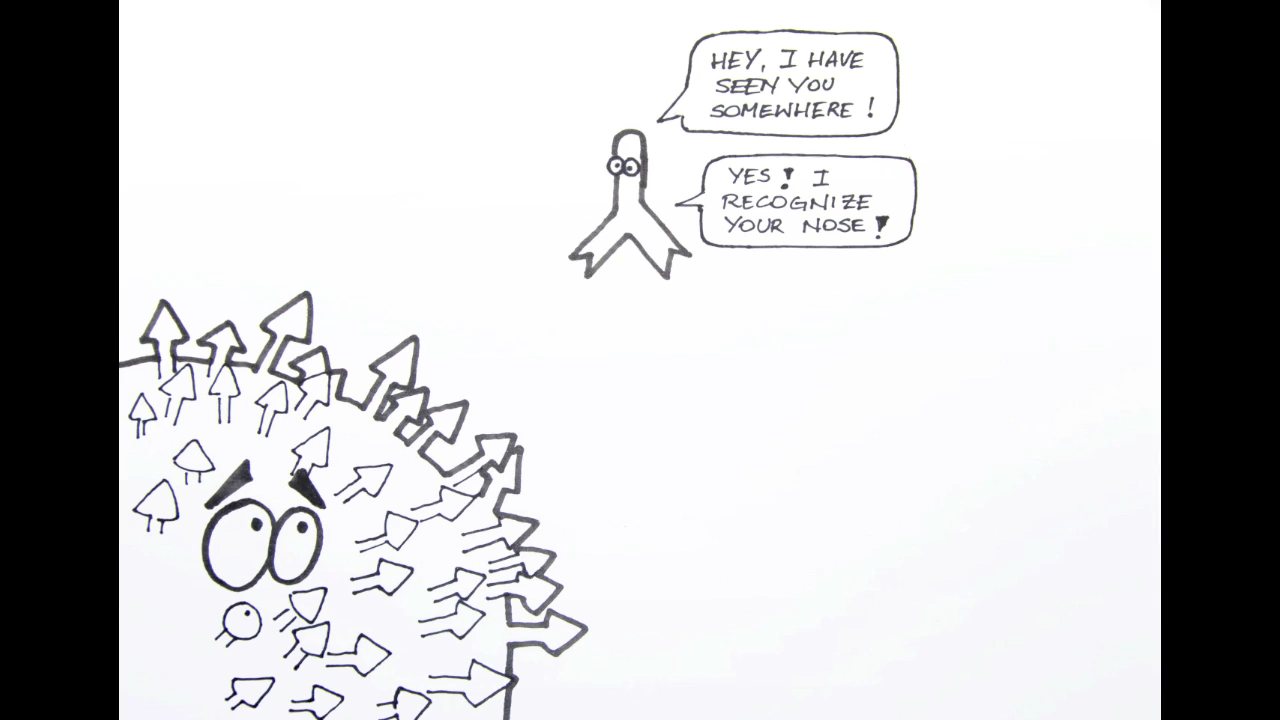 HEY, I HAVE
SEEN YOU
SOMEWHERE !
YES ! I
RECOGNIZE
YOUR NOSE !